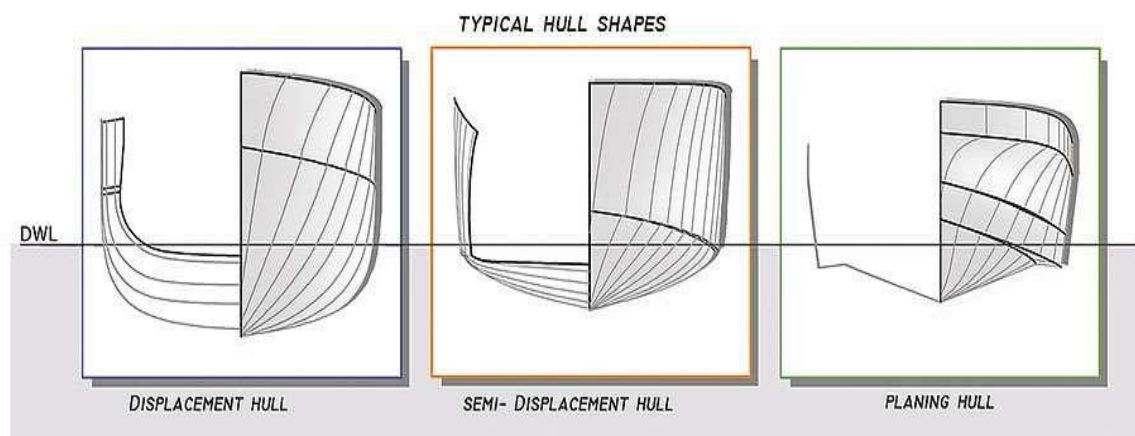 TYPICAL HULL SHAPES
DWL
DISPLACEMENT HULL
SEMI- DISPLACEMENT HULL
PLANING HULL